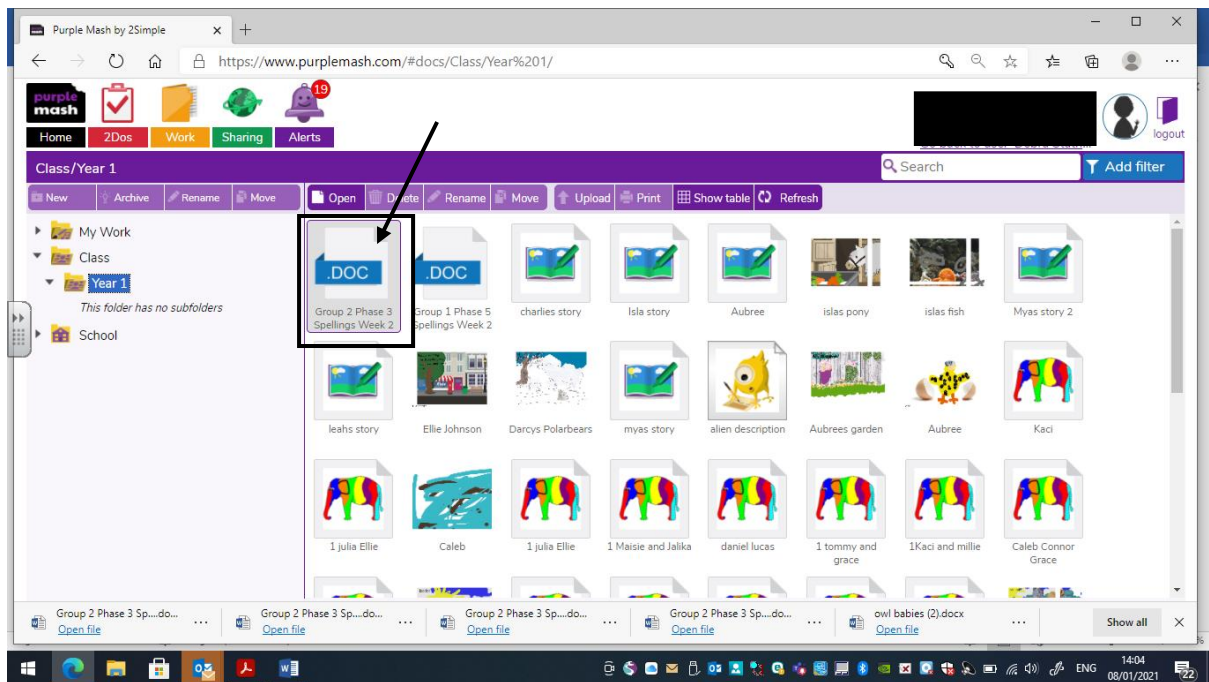 Purple Mash by 2Simple
https://www.purplemash.com/#docs/Class/Year%201/
purple
mash
19
Home 2Dos Work Sharing Alerts
logout
Class/Year 1
Search
Add filter
New Archive Rename Move Open Delete Rename Move Upload Print Show table Refresh
My Work
Class
Year 1
This folder has no subfolders
School
.DOC .DOC
Group 2 Phase 3 Spellings Week 2
Group 1 Phase 5 Spellings Week 2
charlies story
Isla story
Aubree
islas pony
islas fish
Myas story 2
leahs story
Ellie Johnson
Darcys Polarbears
myas story
alien description
Aubrees garden
Aubree
Kaci
1 julia Ellie
Caleb
1 julia Ellie
1 Maisie and Jalika
daniel lucas
1 tommy and grace
1Kaci and millie
Caleb Connor Grace
Group 2 Phase 3 Sp....do...
Open file
Group 2 Phase 3 Sp....do...
Open file
Group 2 Phase 3 Sp....do...
Open file
Group 2 Phase 3 Sp....do...
Open file
owl babies (2).docx
Open file
Show all
ENG
14:04
08/01/2021
22